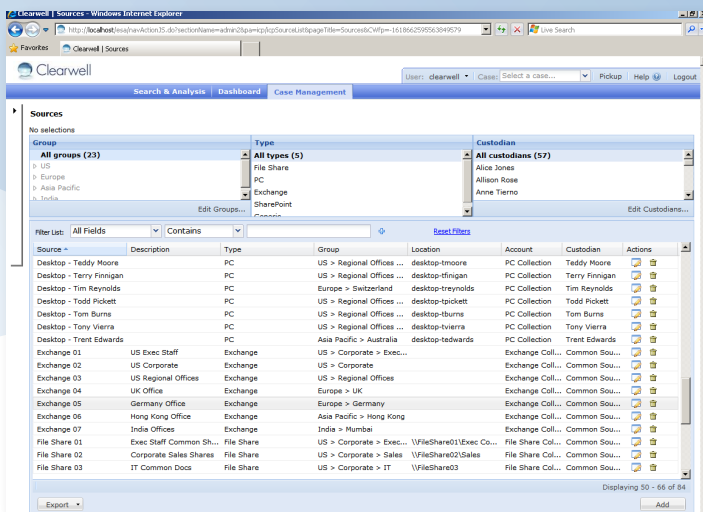 Clearwell | Sources - Windows Internet Explorer
http://localhost/esa/navActionJS.do?sectionName=admin2&pa=icp/icpSourceList&pageTitle=Sources&CWfp=-1618662595563849579
Live Search
Favorites Clearwell | Sources
Clearwell
User: clearwell Case: Select a case... Pickup Help Logout
Search & Analysis Dashboard Case Management
Sources
No selections
Group Type Custodian
All groups (23) All types (5) All custodians (57)
US File Share Alice Jones
Europe PC Allison Rose
Asia Pacific Exchange Anne Tierno
India SharePoint
Edit Groups... Generic Edit Custodians...
Filter List: All Fields Contains Reset Filters
Source Description Type Group Location Account Custodian Actions
Desktop - Teddy Moore PC US > Regional Offices ... desktop-tmoore PC Collection Teddy Moore
Desktop - Terry Finnigan PC US > Regional Offices ... desktop-tfinigan PC Collection Terry Finnigan
Desktop - Tim Reynolds PC Europe > Switzerland desktop-treynolds PC Collection Tim Reynolds
Desktop - Todd Pickett PC US > Regional Offices ... desktop-tpickett PC Collection Todd Pickett
Desktop - Tom Burns PC US > Regional Offices ... desktop-tburns PC Collection Tom Burns
Desktop - Tony Vierra PC US > Regional Offices ... desktop-tvierra PC Collection Tony Vierra
Desktop - Trent Edwards PC Asia Pacific > Australia desktop-tedwards PC Collection Trent Edwards
Exchange 01 US Exec Staff Exchange US > Corporate > Exec... Exchange Coll... Common Sou...
Exchange 02 US Corporate Exchange US > Corporate Exchange Coll... Common Sou...
Exchange 03 US Regional Offices Exchange US > Regional Offices Exchange Coll... Common Sou...
Exchange 04 UK Office Exchange Europe > UK Exchange Coll... Common Sou...
Exchange 05 Germany Office Exchange Europe > Germany Exchange Coll... Common Sou...
Exchange 06 Hong Kong Office Exchange Asia Pacific > Hong Kong Exchange Coll... Common Sou...
Exchange 07 India Offices Exchange India > Mumbai Exchange Coll... Common Sou...
File Share 01 Exec Staff Common Sh... File Share US > Corporate > Exec... \\FileShare01\Exec Co... File Share Col... Common Sou...
File Share 02 Corporate Sales Shares File Share US > Corporate > Sales \\FileShare02\Sales File Share Col... Common Sou...
File Share 03 IT Common Docs File Share US > Corporate > IT \\FileShare03 File Share Col... Common Sou...
Displaying 50 - 66 of 84
Export Add